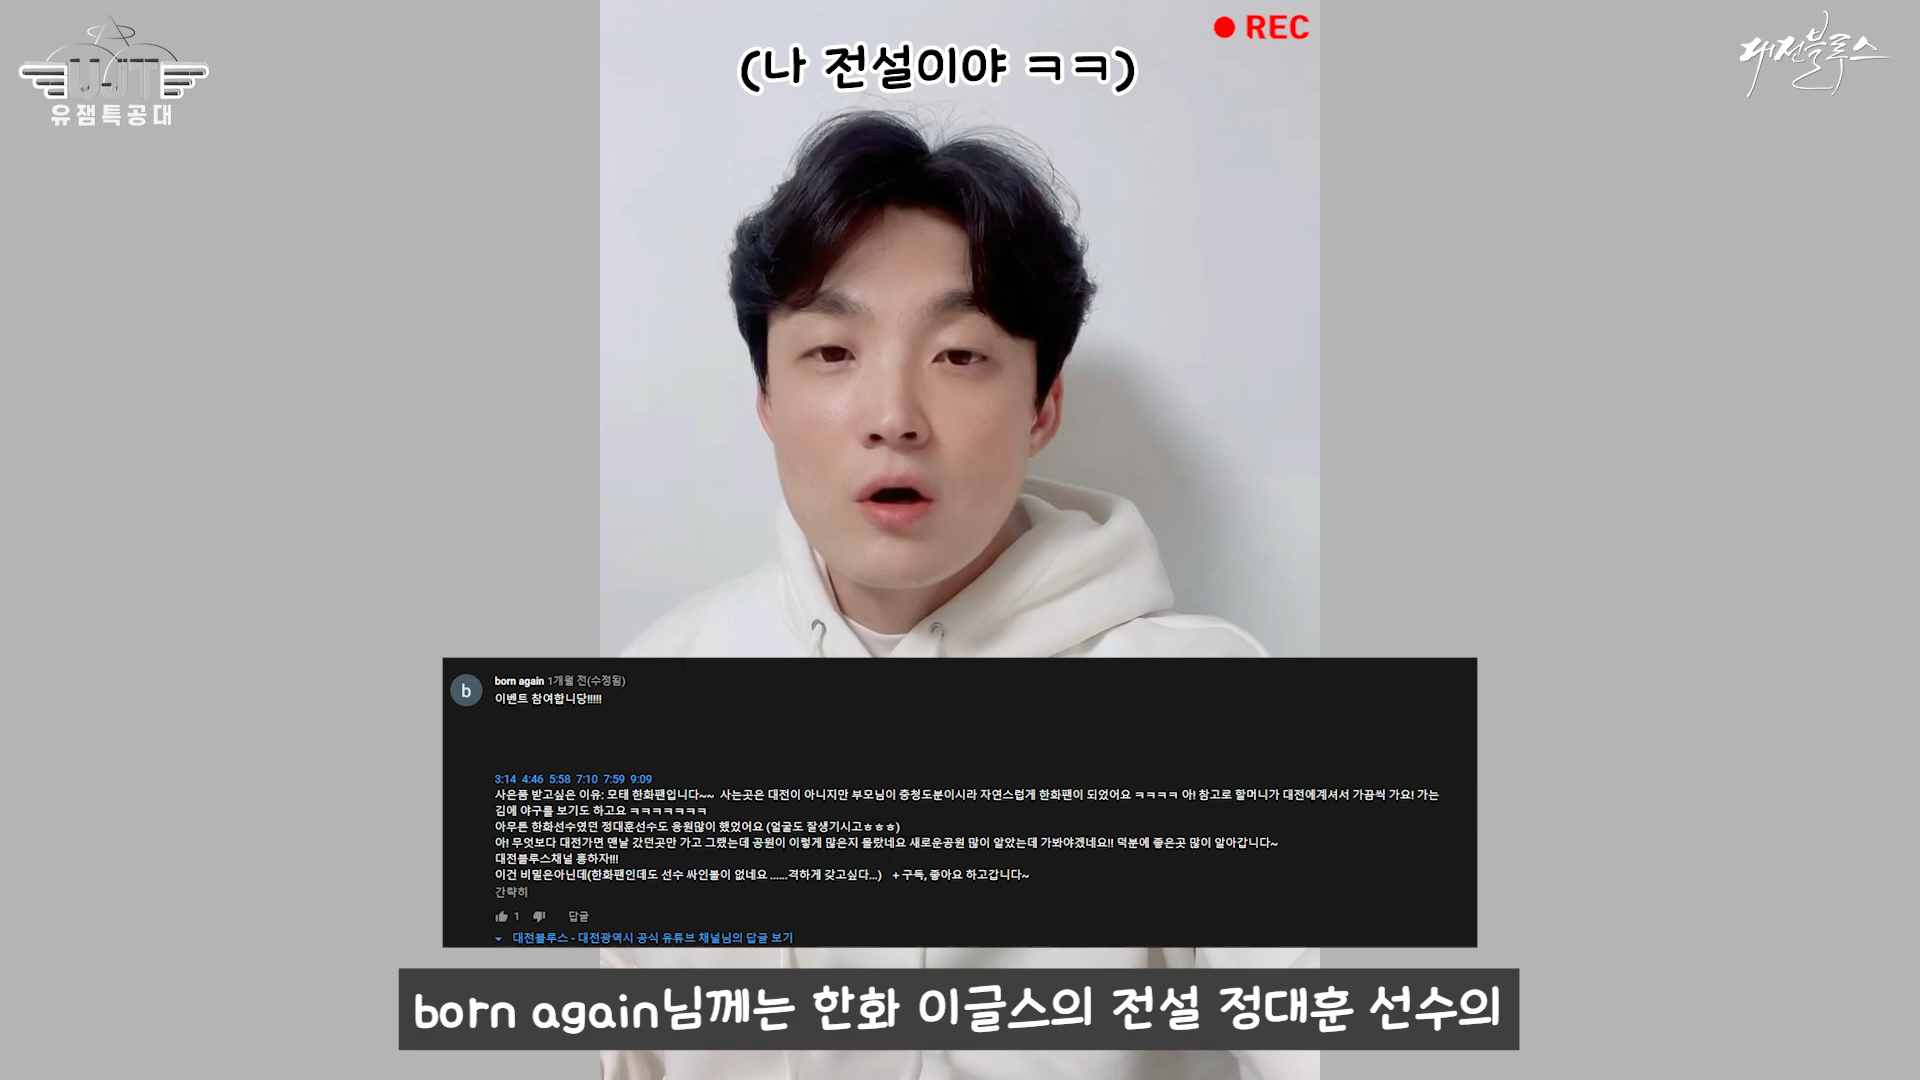 UJT
유잼특공대
(나 전설이야 ㅋㅋ)
REC
대전블루스
b
born again 1개월 전(수정됨)
이벤트 참여합니당!!!!!
3:14 4:46 5:58 7:10 7:59 9:09
사은품 받고싶은 이유: 모태 한화팬입니다~~ 사는곳은 대전이 아니지만 부모님이 충청도분이시라 자연스럽게 한화팬이 되었어요 ㅋㅋㅋㅋ 아! 참고로 할머니가 대전에계셔서 가끔씩 가요! 가는
김에 야구를 보기도 하고요 ㅋㅋㅋㅋㅋㅋㅋ
아무튼 한화선수였던 정대훈선수도 응원많이 했었어요 (얼굴도 잘생기시고ㅎㅎㅎ)
아! 무엇보다 대전가면 맨날 갔던곳만 가고 그랬는데 공원이 이렇게 많은지 몰랐네요 새로운공원 많이 알았는데 가봐야겠네요!! 덕분에 좋은곳 많이 알아갑니다~
대전블루스채널 흥하자!!!
이건 비밀은아닌데(한화팬인데도 선수 싸인볼이 없네요 ......격하게 갖고싶다...) + 구독, 좋아요 하고갑니다~
간략히
1 답글
대전블루스 - 대전광역시 공식 유튜브 채널님의 답글 보기
born again님께는 한화 이글스의 전설 정대훈 선수의